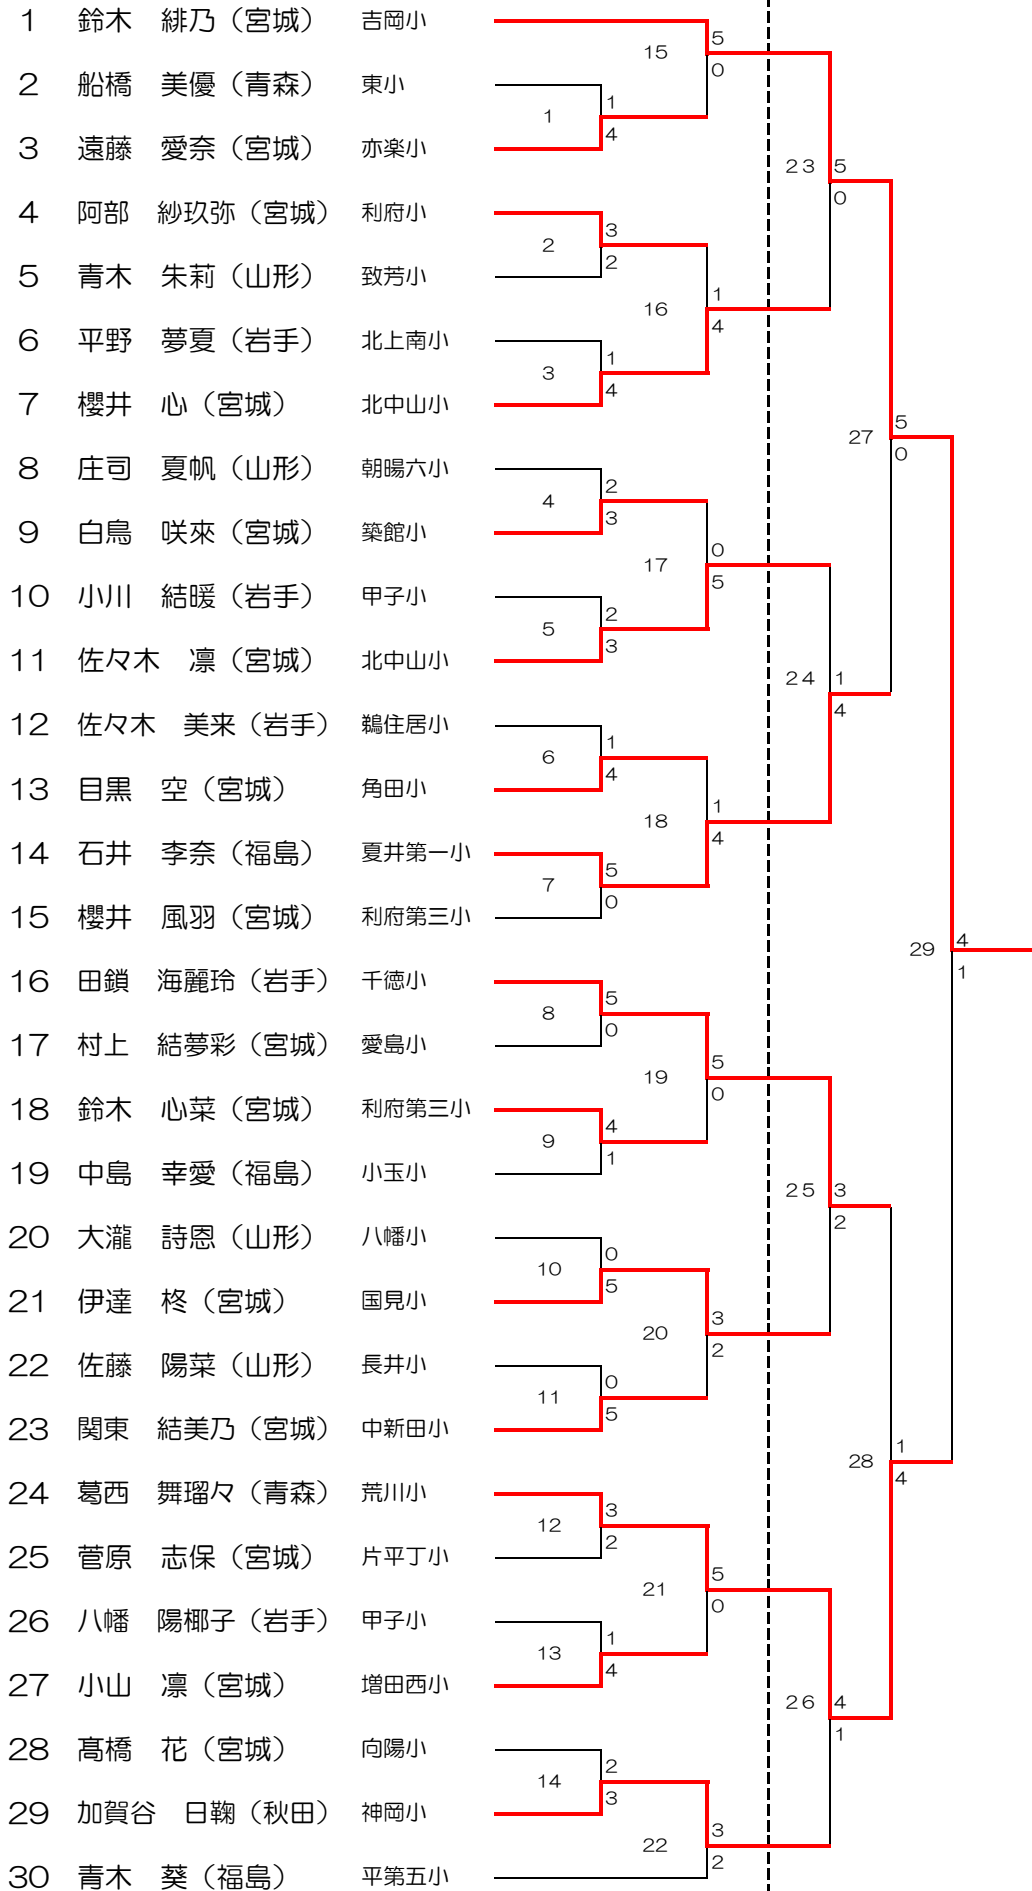 1 鈴木 緋乃（宮城） 吉岡小
5
15
0
2 船橋 美優（青森） 東小
1
1
4
3 遠藤 愛奈（宮城） 亦楽小
23 5
0
4 阿部 紗玖弥（宮城） 利府小
3
2
2
5 青木 朱莉（山形） 致芳小
1
16
4
6 平野 夢夏（岩手） 北上南小
1
3
4
7 櫻井 心（宮城） 北中山小
5
27
0
8 庄司 夏帆（山形） 朝暘六小
2
4
3
9 白鳥 咲來（宮城） 築館小
0
17
5
10 小川 結暖（岩手） 甲子小
2
5
3
11 佐々木 凛（宮城） 北中山小
24 1
4
12 佐々木 美来（岩手） 鵜住居小
1
6
4
13 目黒 空（宮城） 角田小
1
18
4
14 石井 李奈（福島） 夏井第一小
5
7
0
15 櫻井 風羽（宮城） 利府第三小
29 4
1
16 田鎖 海麗玲（岩手） 千徳小
5
8
0
17 村上 結夢彩（宮城） 愛島小
5
19
0
18 鈴木 心菜（宮城） 利府第三小
4
9
1
19 中島 幸愛（福島） 小玉小
25 3
2
20 大瀧 詩恩（山形） 八幡小
0
10
5
21 伊達 柊（宮城） 国見小
3
20
2
22 佐藤 陽菜（山形） 長井小
0
11
5
23 関東 結美乃（宮城） 中新田小
1
28
4
24 葛西 舞瑠々（青森） 荒川小
3
12
2
25 菅原 志保（宮城） 片平丁小
5
21
0
26 八幡 陽椰子（岩手） 甲子小
1
13
4
27 小山 凛（宮城） 増田西小
26 4
1
28 髙橋 花（宮城） 向陽小
2
14
3
29 加賀谷 日鞠（秋田） 神岡小
3
22
2
30 青木 葵（福島） 平第五小